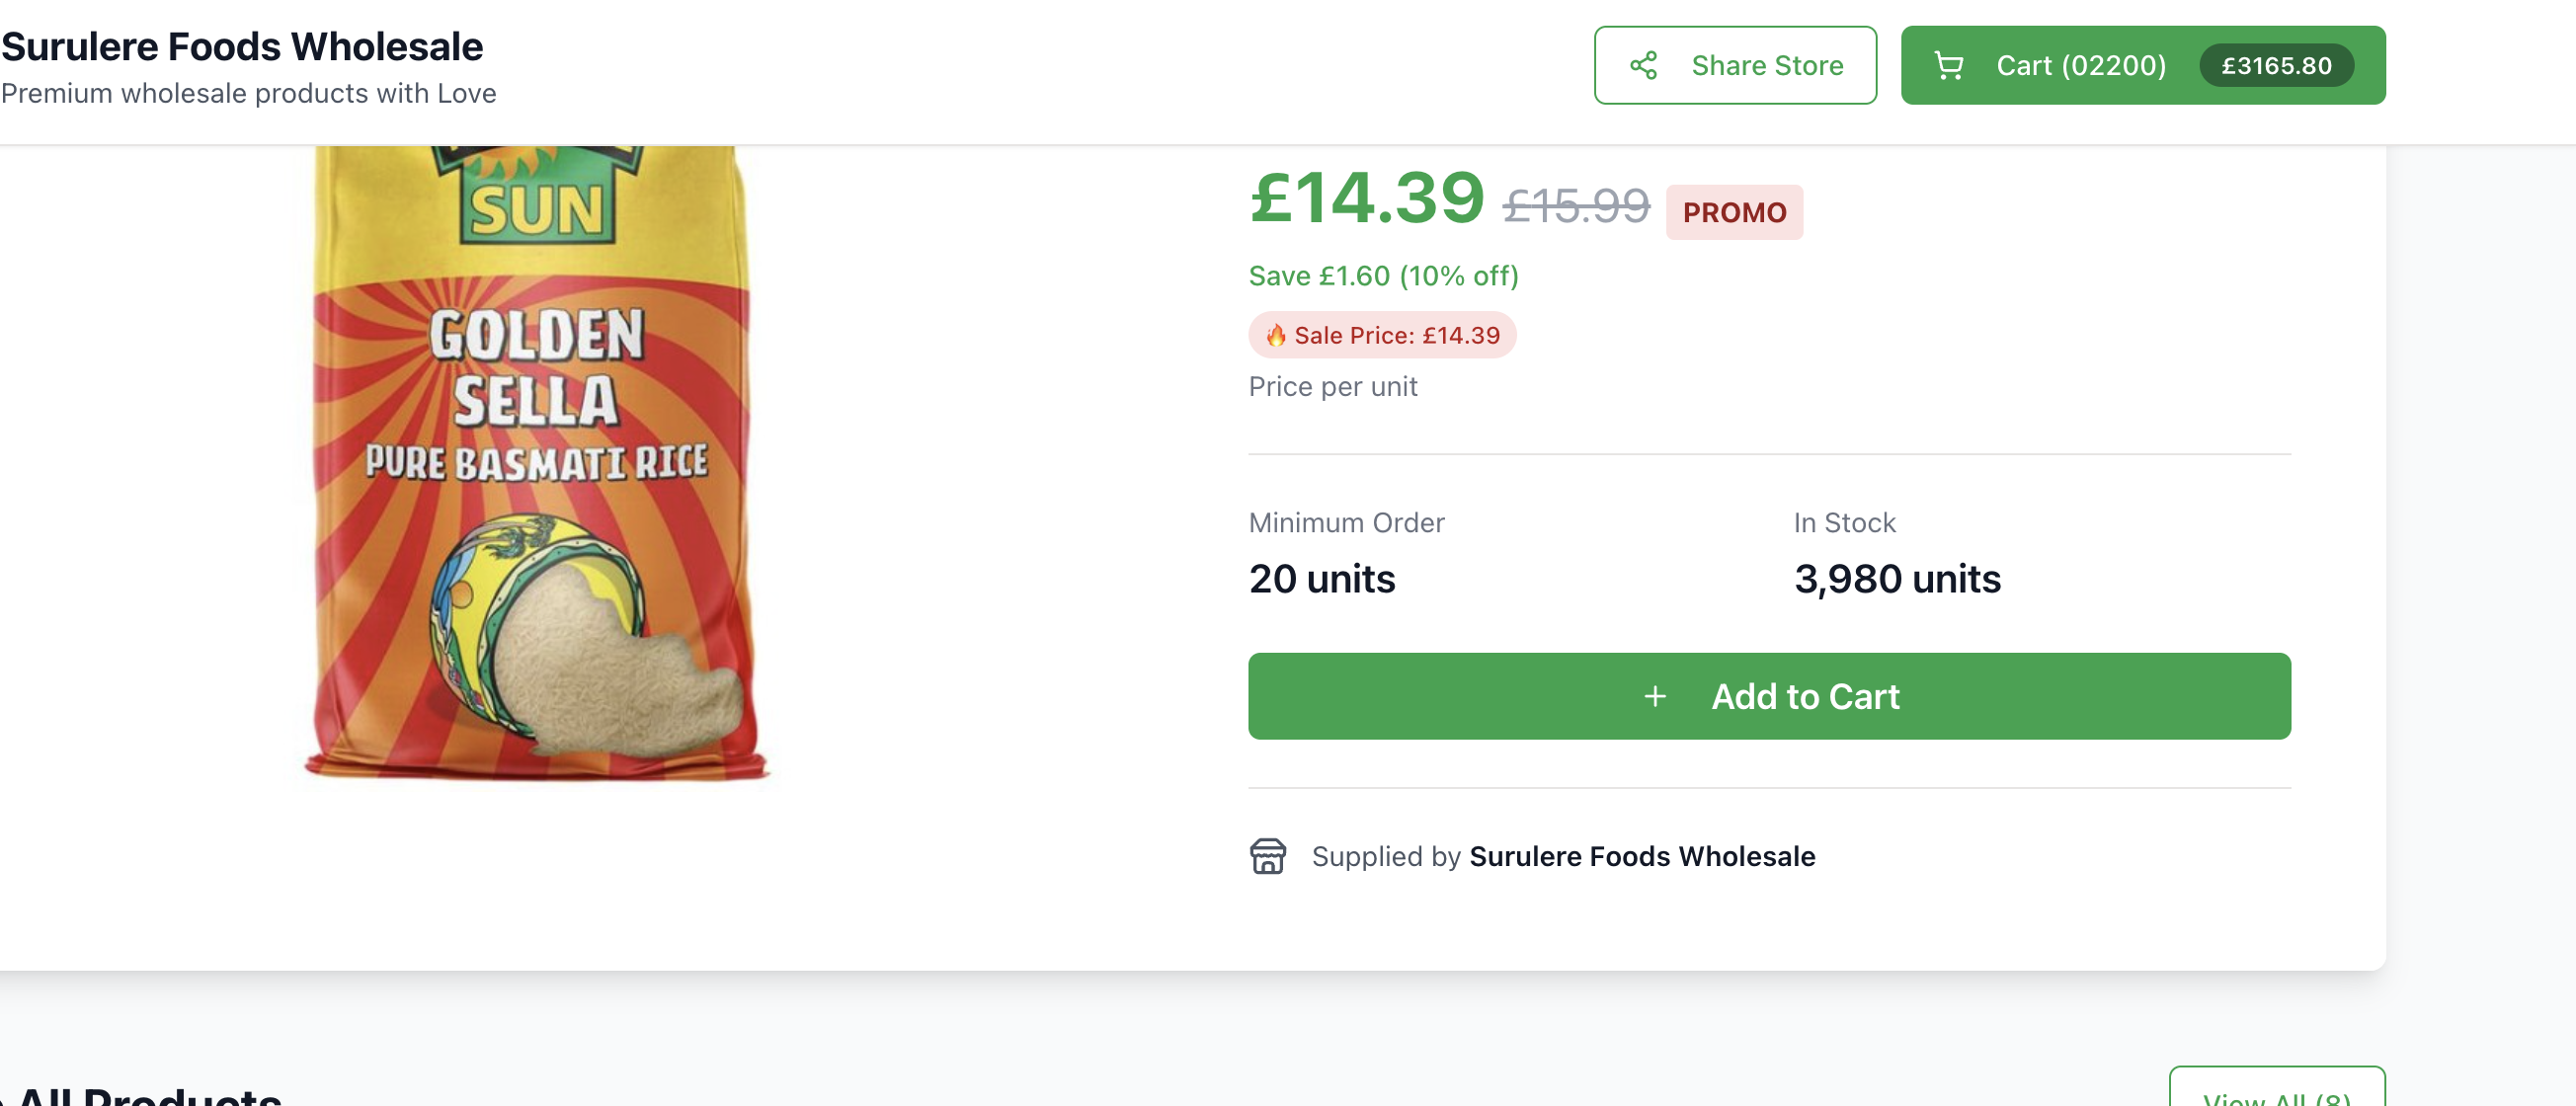 Surulere Foods Wholesale
Premium wholesale products with Love
Share Store
Cart (02200) £3165.80
SUN
GOLDEN
SELLA
PURE BASMATI RICE
£14.39 £15.99 PROMO
Save £1.60 (10% off)
🔥 Sale Price: £14.39
Price per unit
Minimum Order
20 units
In Stock
3,980 units
+ Add to Cart
Supplied by Surulere Foods Wholesale
All Products
View All (8)